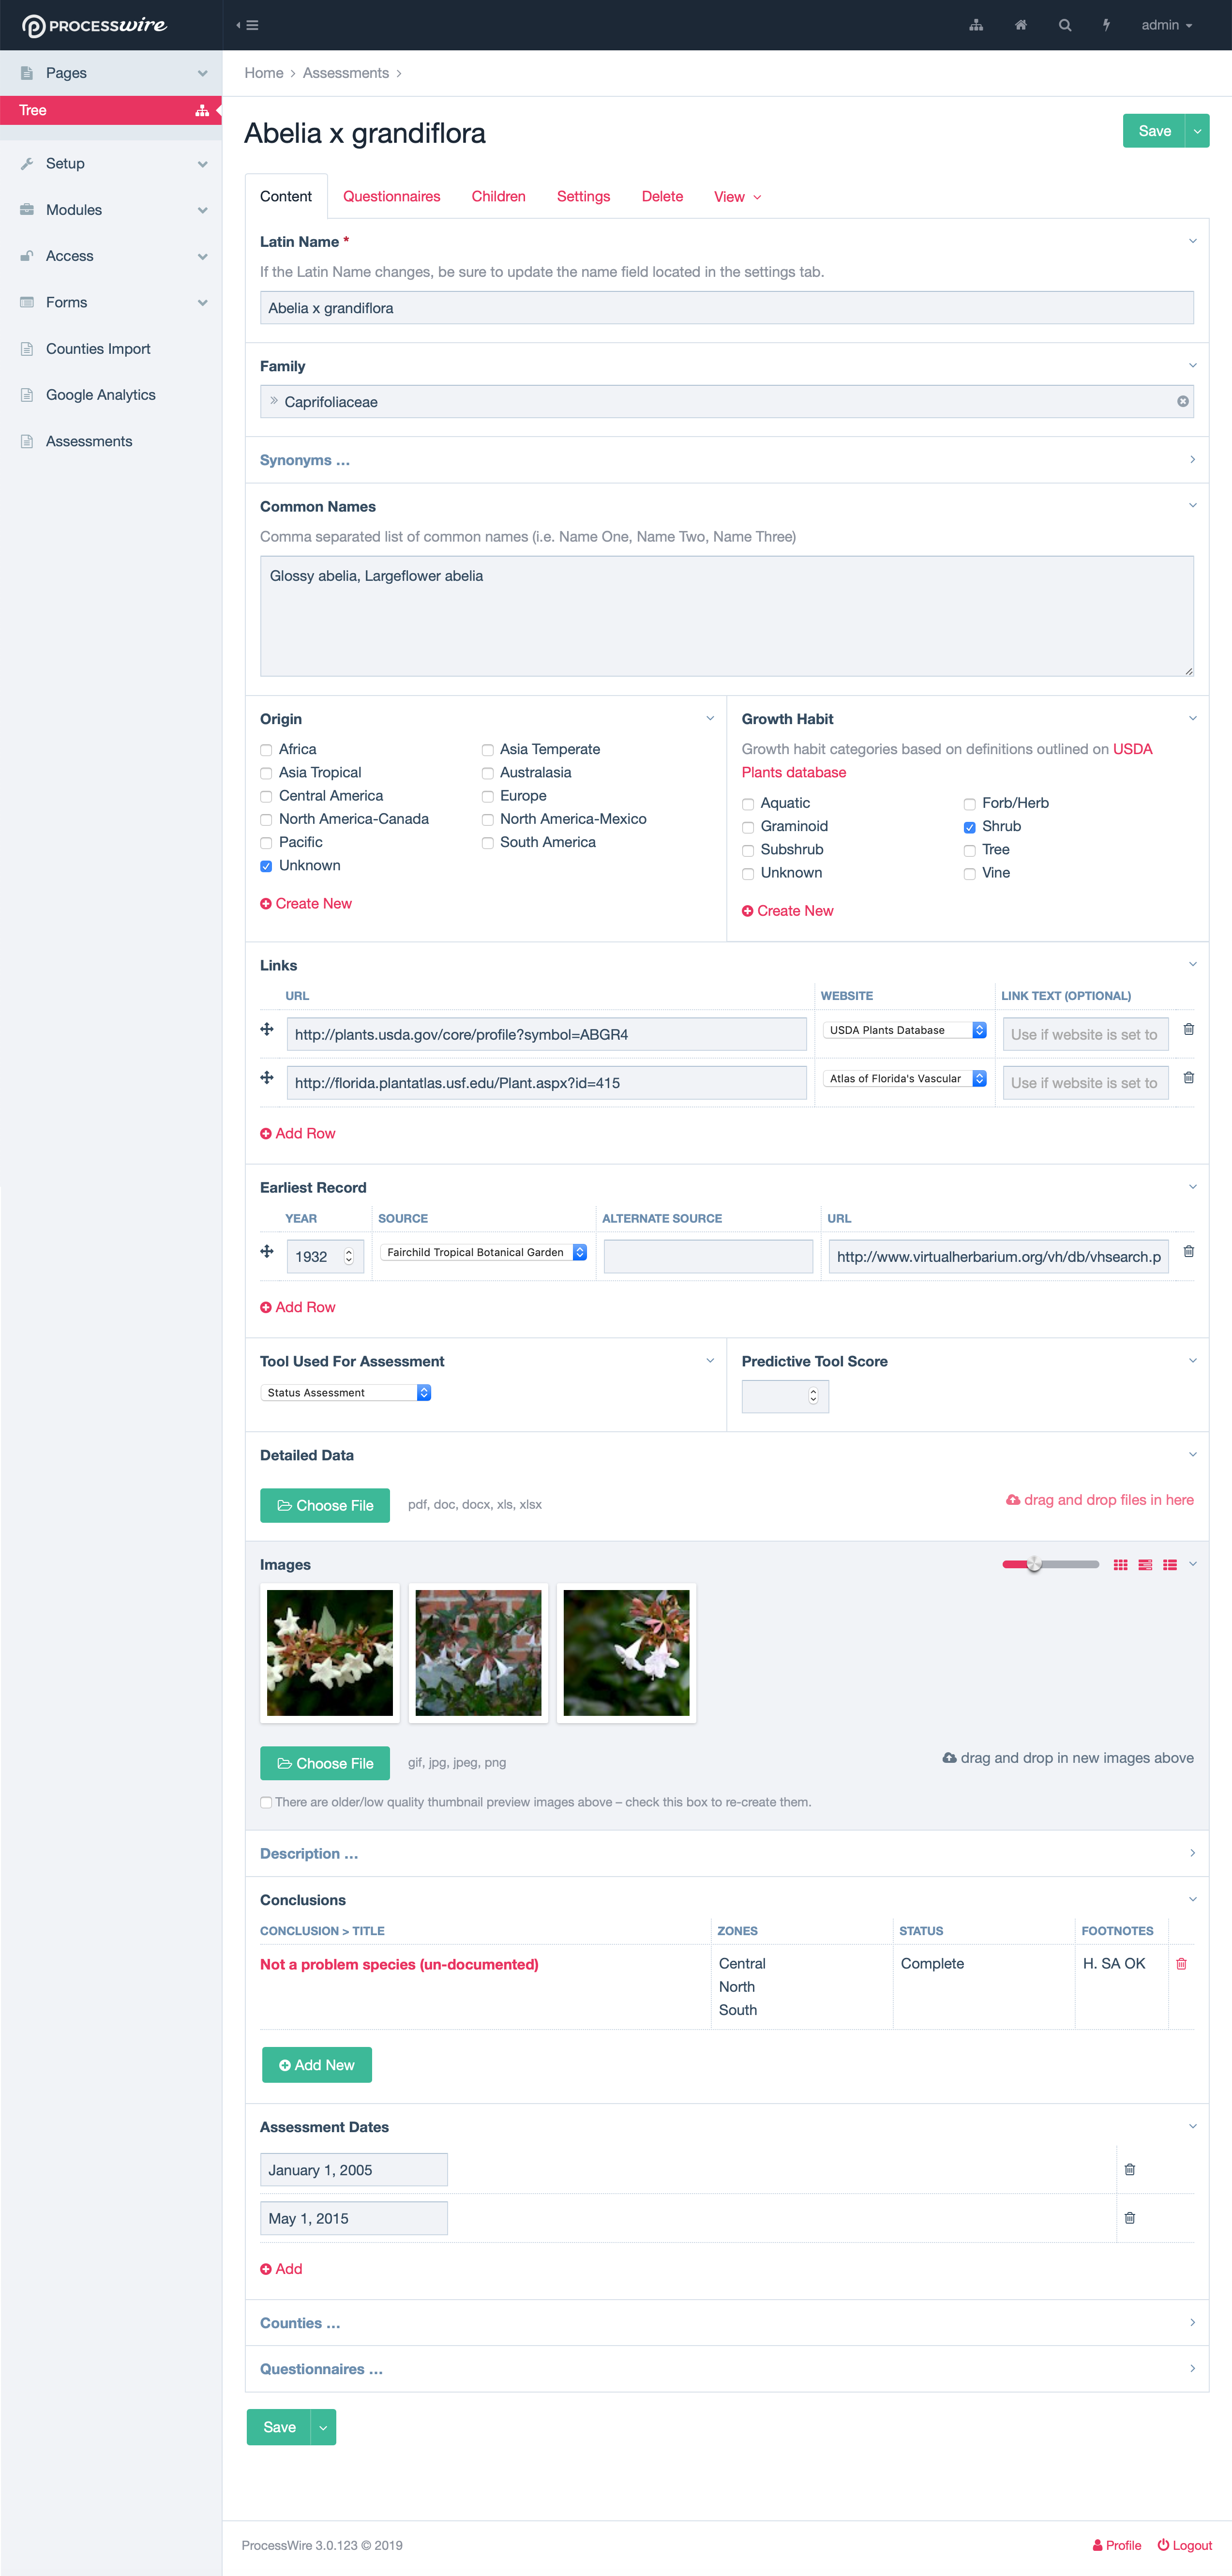 PROCESSWIRE
admin
Pages
Tree
Setup
Modules
Access
Forms
Counties Import
Google Analytics
Assessments
Home > Assessments >
Abelia x grandiflora
Save
Content Questionnaires Children Settings Delete View
Latin Name *
If the Latin Name changes, be sure to update the name field located in the settings tab.
Abelia x grandiflora
Family
Caprifoliaceae
Synonyms ...
Common Names
Comma separated list of common names (i.e. Name One, Name Two, Name Three)
Glossy abelia, Largeflower abelia
Origin
Africa Asia Temperate
Asia Tropical Australasia
Central America Europe
North America-Canada North America-Mexico
Pacific South America
Unknown
Create New
Growth Habit
Growth habit categories based on definitions outlined on USDA
Plants database
Aquatic Forb/Herb
Graminoid Shrub
Subshrub Tree
Unknown Vine
Create New
Links
URL WEBSITE LINK TEXT (OPTIONAL)
http://plants.usda.gov/core/profile?symbol=ABGR4 USDA Plants Database Use if website is set to
http://florida.plantatlas.usf.edu/Plant.aspx?id=415 Atlas of Florida's Vascular Use if website is set to
Add Row
Earliest Record
YEAR SOURCE ALTERNATE SOURCE URL
1932 Fairchild Tropical Botanical Garden http://www.virtualherbarium.org/vh/db/vhsearch.p
Add Row
Tool Used For Assessment
Status Assessment
Predictive Tool Score
Detailed Data
Choose File pdf, doc, docx, xls, xlsx drag and drop files in here
Images
Choose File gif, jpg, jpeg, png drag and drop in new images above
There are older/low quality thumbnail preview images above – check this box to re-create them.
Description ...
Conclusions
CONCLUSION > TITLE ZONES STATUS FOOTNOTES
Not a problem species (un-documented) Central Complete H. SA OK
North
South
Add New
Assessment Dates
January 1, 2005
May 1, 2015
Add
Counties ...
Questionnaires ...
Save
ProcessWire 3.0.123 © 2019 Profile Logout